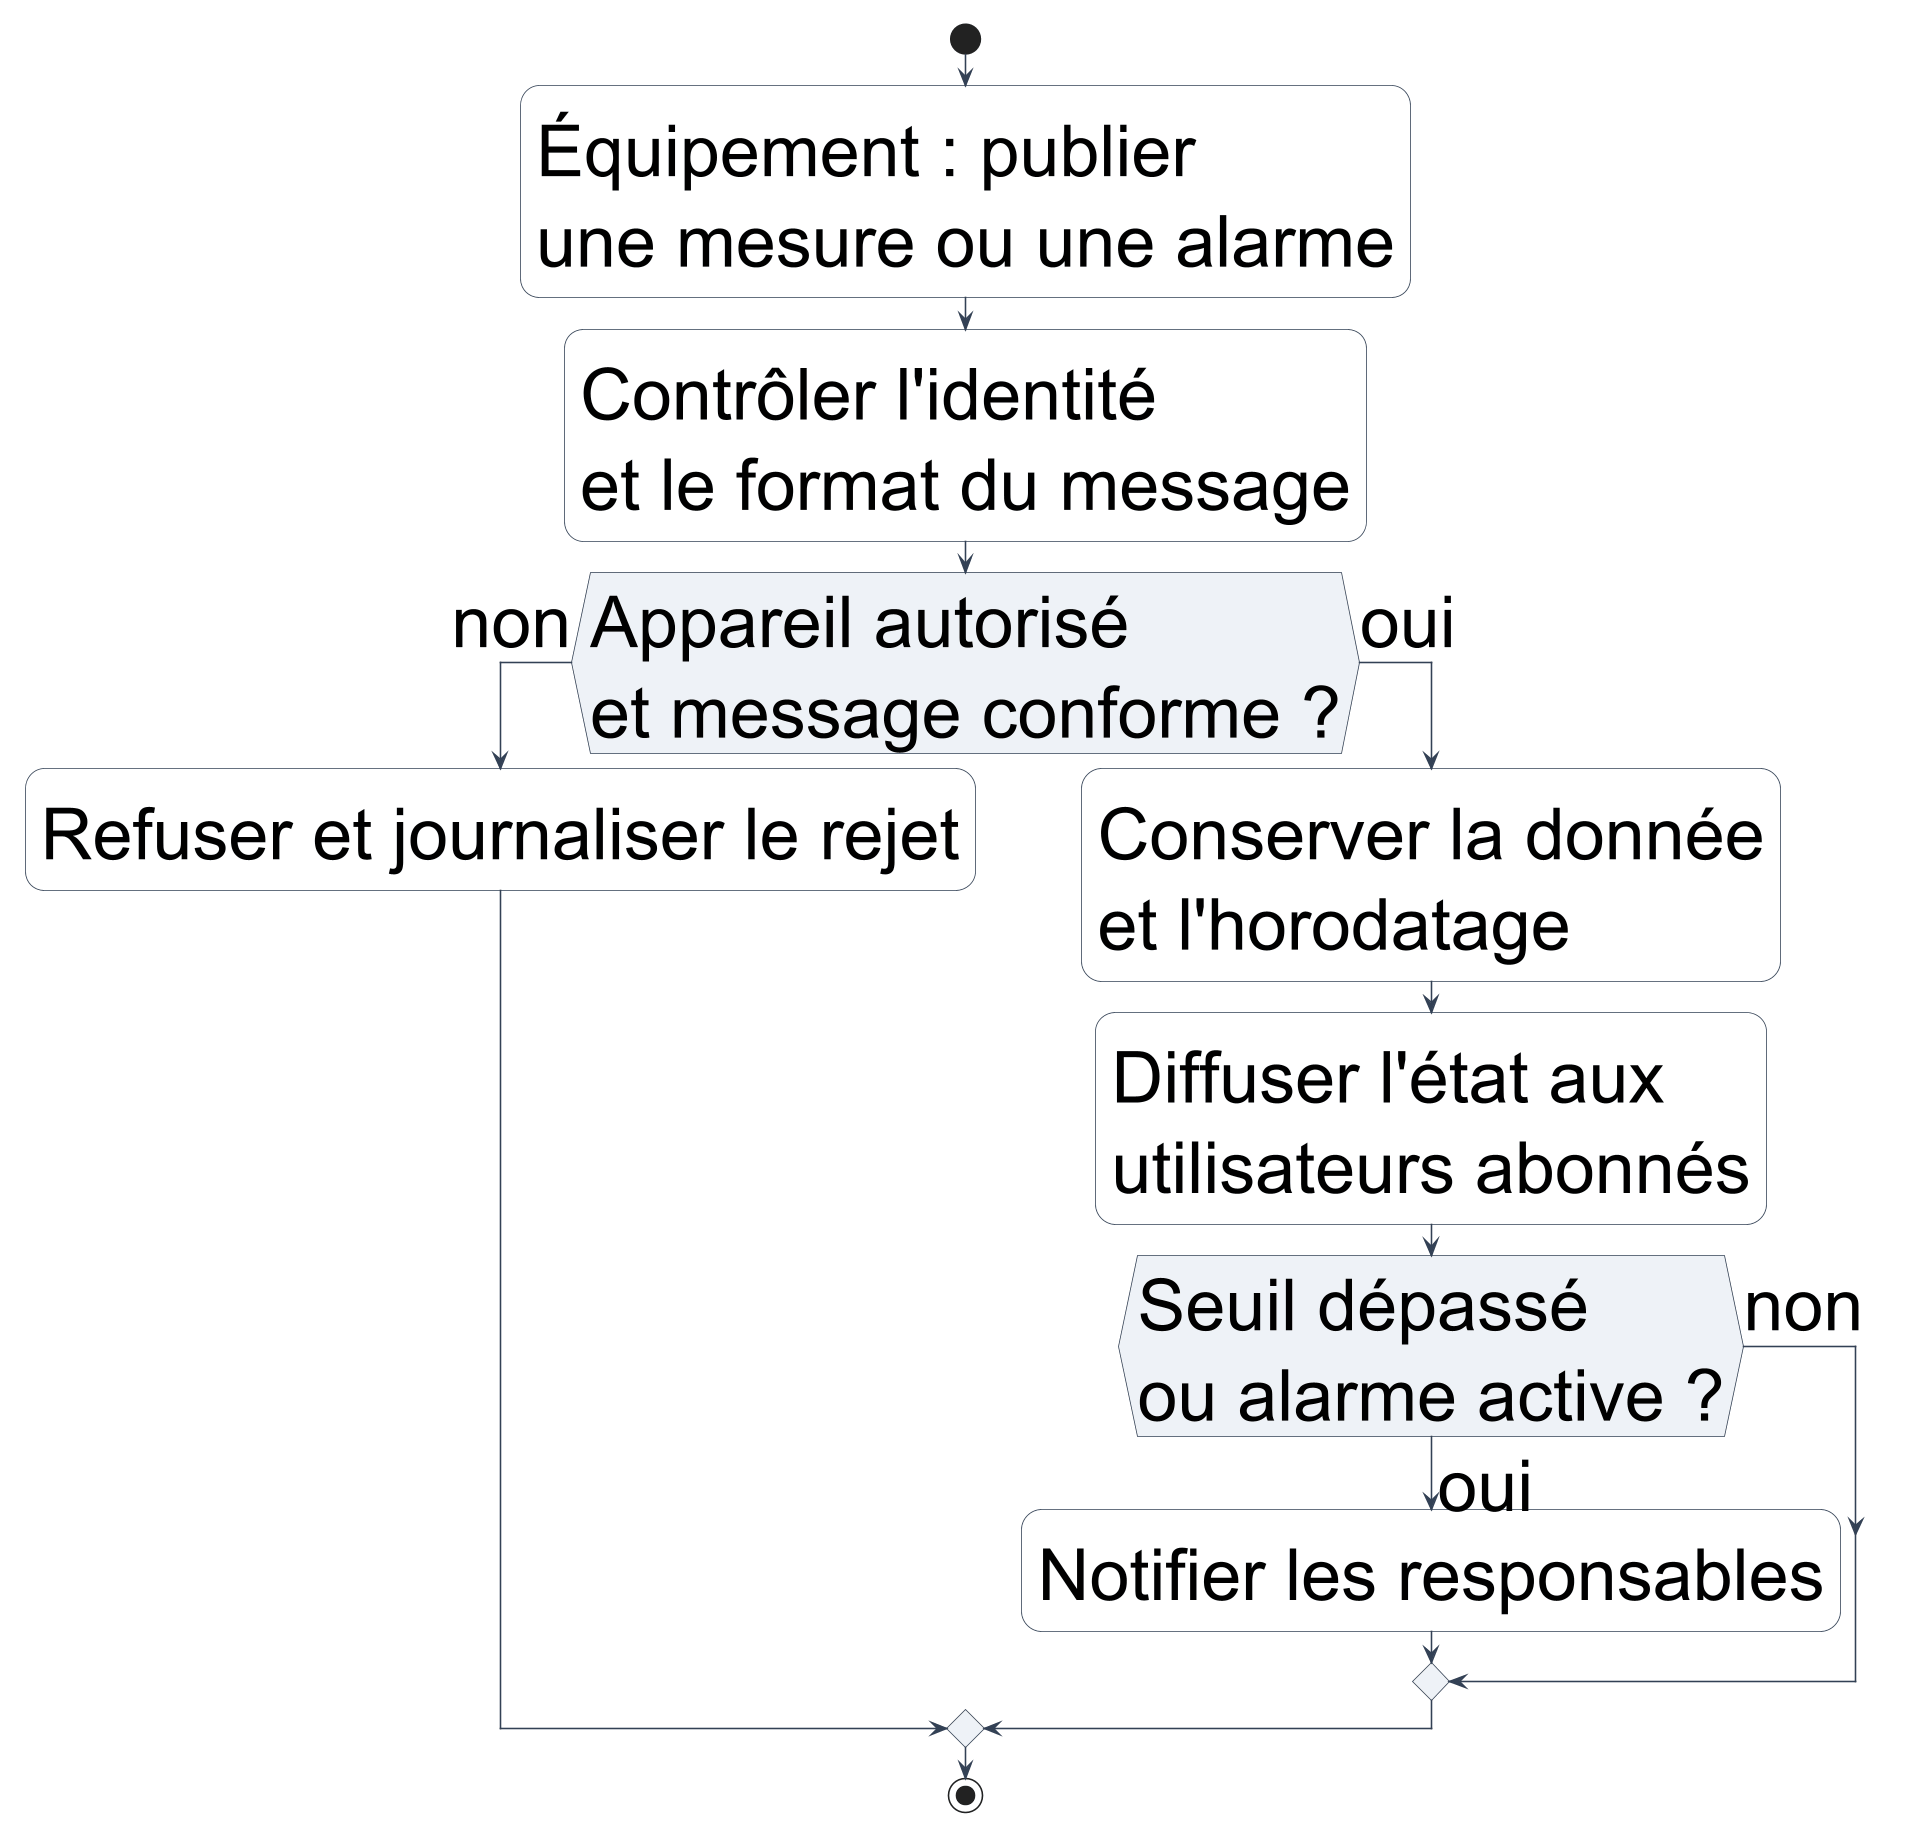 Équipement : publier
une mesure ou une alarme
Contrôler l'identité
et le format du message
non
Appareil autorisé
et message conforme ?
oui
Refuser et journaliser le rejet
Conserver la donnée
et l'horodatage
Diffuser l'état aux
utilisateurs abonnés
Seuil dépassé
ou alarme active ?
non
oui
Notifier les responsables